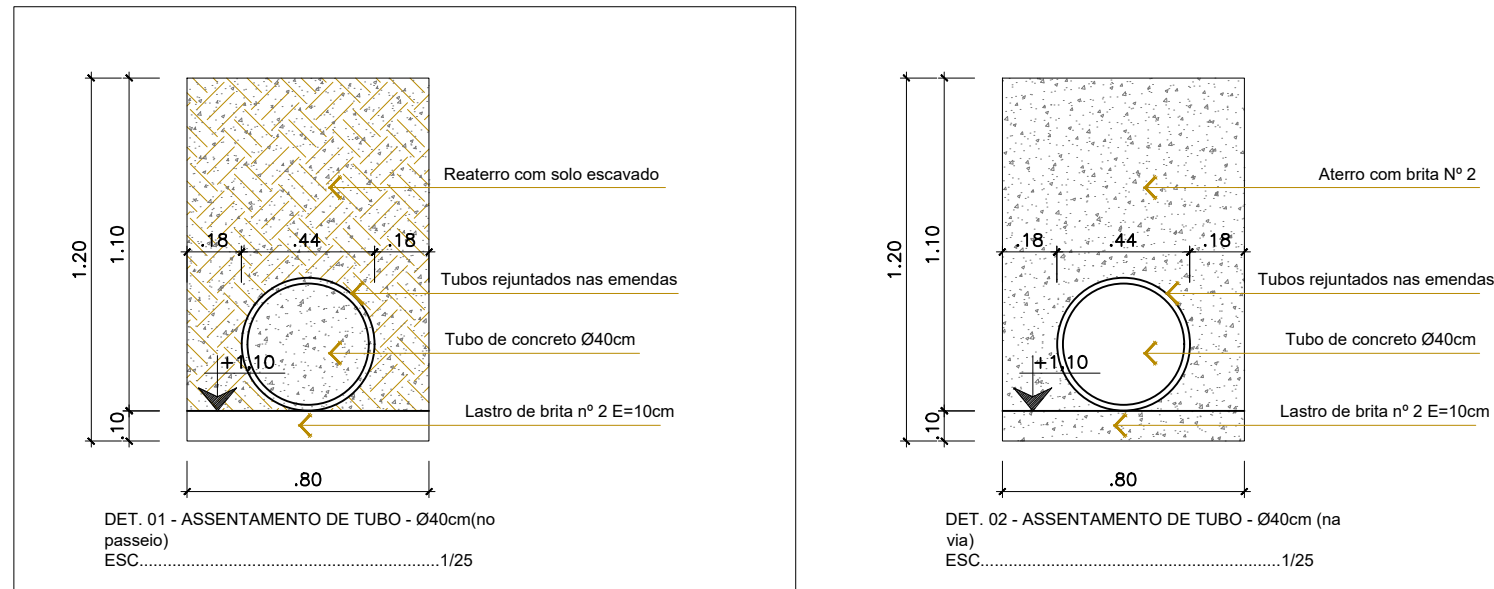 Reaterro com solo escavado
.18
.44
.18
1.20
1.10
Tubos rejuntados nas emendas
Tubo de concreto Ø40cm
+1,10
Lastro de brita nº 2 E=10cm
.10
.80
DET. 01 - ASSENTAMENTO DE TUBO - Ø40cm(no
passeio)
ESC.................................................................1/25
Aterro com brita Nº 2
.18
.44
.18
1.20
1.10
Tubos rejuntados nas emendas
Tubo de concreto Ø40cm
+1,10
Lastro de brita nº 2 E=10cm
.10
.80
DET. 02 - ASSENTAMENTO DE TUBO - Ø40cm (na
via)
ESC.................................................................1/25